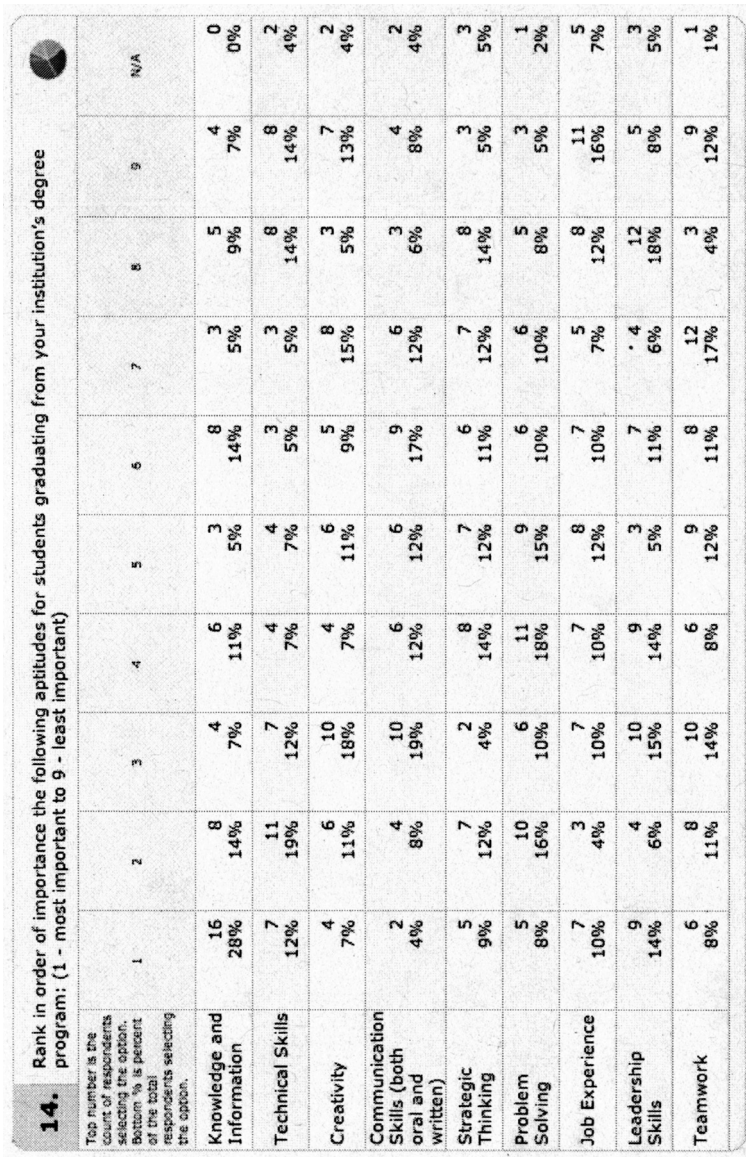 14. Rank in order of importance the following aptitudes for students graduating from your institution's degree
program: (1 - most important to 9 - least important)
Top number is the
count of respondents
selecting the option.
Bottom % is percent
of the total
respondents selecting
the option.
1 2 3 4 5 6 7 8 9 N/A
Knowledge and
Information
16 8 4 6 3 8 3 5 4 0
28% 14% 7% 11% 5% 14% 5% 9% 7% 0%
Technical Skills
7 11 7 4 4 3 3 8 8 2
12% 19% 12% 7% 7% 5% 5% 14% 14% 4%
Creativity
4 6 10 4 6 5 8 3 7 2
7% 11% 18% 7% 11% 9% 15% 5% 13% 4%
Communication
Skills (both
oral and
written)
2 4 10 6 6 9 6 3 4 2
4% 8% 19% 12% 12% 17% 12% 6% 8% 4%
Strategic
Thinking
5 7 2 8 7 6 7 8 3 3
9% 12% 4% 14% 12% 11% 12% 14% 5% 5%
Problem
Solving
5 10 6 11 9 6 6 5 3 1
8% 16% 10% 18% 15% 10% 10% 8% 5% 2%
Job Experience
7 3 7 7 8 7 5 8 11 5
10% 4% 10% 10% 12% 10% 7% 12% 16% 7%
Leadership
Skills
9 4 10 9 3 7 4 12 5 3
14% 6% 15% 14% 5% 11% 6% 18% 8% 5%
Teamwork
6 8 10 6 9 8 12 3 9 1
8% 11% 14% 8% 12% 11% 17% 4% 12% 1%